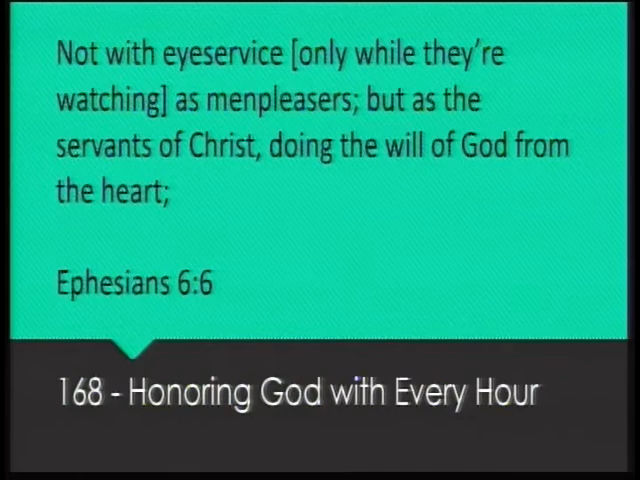 Not with eyeservice [only while they're
watching] as menpleasers; but as the
servants of Christ, doing the will of God from
the heart;
Ephesians 6:6
168 - Honoring God with Every Hour